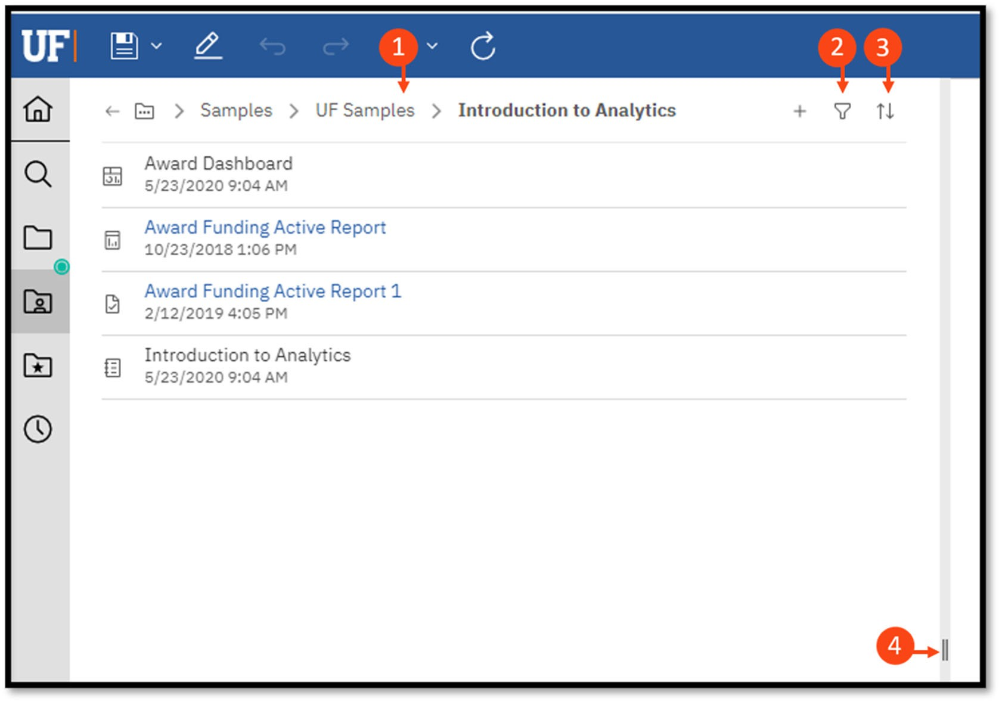 UF
1
2
3
Samples > UF Samples > Introduction to Analytics
Award Dashboard
5/23/2020 9:04 AM
Award Funding Active Report
10/23/2018 1:06 PM
Award Funding Active Report 1
2/12/2019 4:05 PM
Introduction to Analytics
5/23/2020 9:04 AM
4